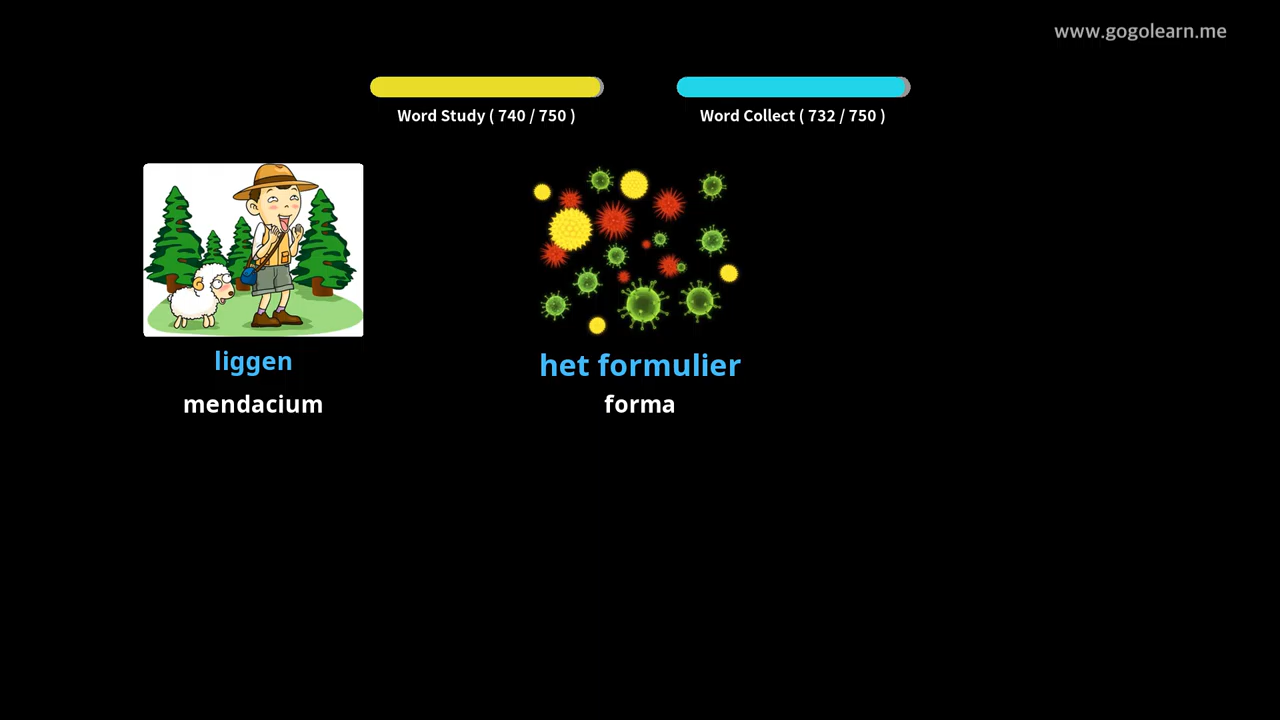 www.gogolearn.me
Word Study ( 740 / 750 )
Word Collect ( 732 / 750 )
liggen
mendacium
het formulier
forma